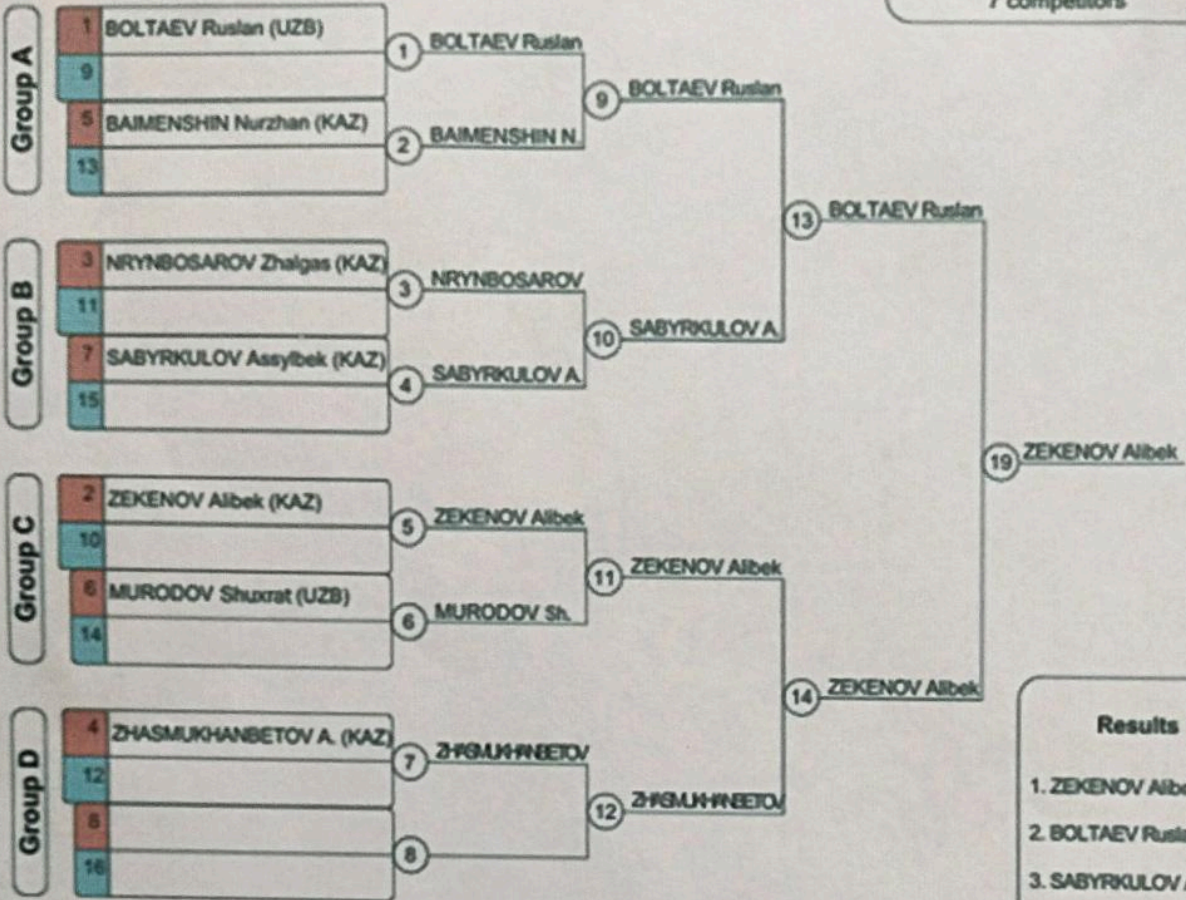 7 competitors
Group A
1 BOLTAEV Ruslan (UZB)
9
5 BAIMENSHIN Nurzhan (KAZ)
13
1 BOLTAEV Ruslan
2 BAIMENSHIN N.
9 BOLTAEV Ruslan
Group B
3 NRYNBOSAROV Zhalgas (KAZ)
11
7 SABYRKULOV Assylbek (KAZ)
15
3 NRYNBOSAROV
4 SABYRKULOV A.
10 SABYRKULOV A.
13 BOLTAEV Ruslan
Group C
2 ZEKENOV Alibek (KAZ)
10
6 MURODOV Shuxrat (UZB)
14
5 ZEKENOV Alibek
6 MURODOV Sh.
11 ZEKENOV Alibek
Group D
4 ZHASMUKHANBETOV A. (KAZ)
12
8
16
7 ZHASMUKHANBETOV
8
12 ZHASMUKHANBETOV
14 ZEKENOV Alibek
19 ZEKENOV Alibek
Results
1. ZEKENOV Alibe
2. BOLTAEV Rusla
3. SABYRKULOV A